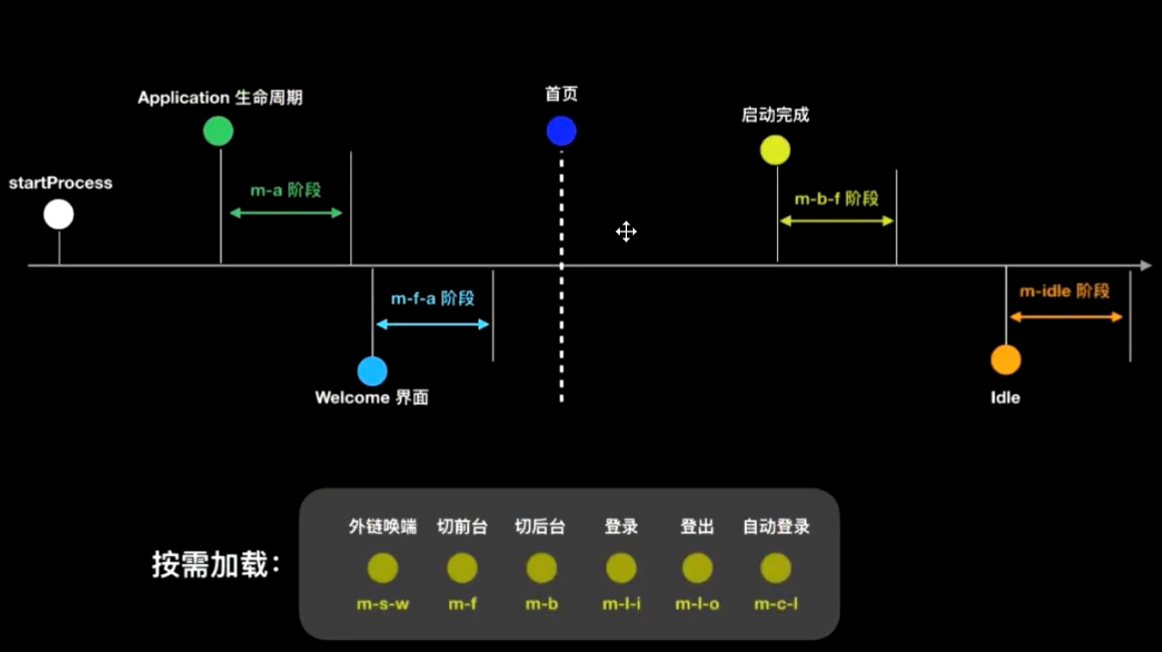 Application 生命周期
首页
启动完成
startProcess
m-a 阶段
m-b-f 阶段
m-f-a 阶段
m-idle 阶段
Welcome 界面
Idle
按需加载：
外链唤端 切前台 切后台 登录 登出 自动登录
m-s-w m-f m-b m-l-i m-l-o m-c-l